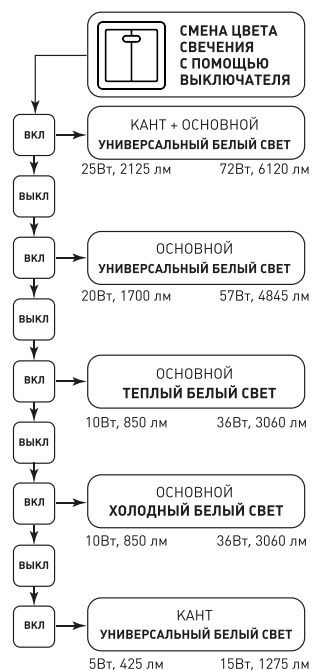 СМЕНА ЦВЕТА
СВЕЧЕНИЯ
С ПОМОЩЬЮ
ВЫКЛЮЧАТЕЛЯ
ВКЛ
КАНТ + ОСНОВНОЙ
УНИВЕРСАЛЬНЫЙ БЕЛЫЙ СВЕТ
25Вт, 2125 лм 72Вт, 6120 лм
ВЫКЛ
ВКЛ
ОСНОВНОЙ
УНИВЕРСАЛЬНЫЙ БЕЛЫЙ СВЕТ
20Вт, 1700 лм 57Вт, 4845 лм
ВЫКЛ
ВКЛ
ОСНОВНОЙ
ТЕПЛЫЙ БЕЛЫЙ СВЕТ
10Вт, 850 лм 36Вт, 3060 лм
ВЫКЛ
ВКЛ
ОСНОВНОЙ
ХОЛОДНЫЙ БЕЛЫЙ СВЕТ
10Вт, 850 лм 36Вт, 3060 лм
ВЫКЛ
ВКЛ
КАНТ
УНИВЕРСАЛЬНЫЙ БЕЛЫЙ СВЕТ
5Вт, 425 лм 15Вт, 1275 лм